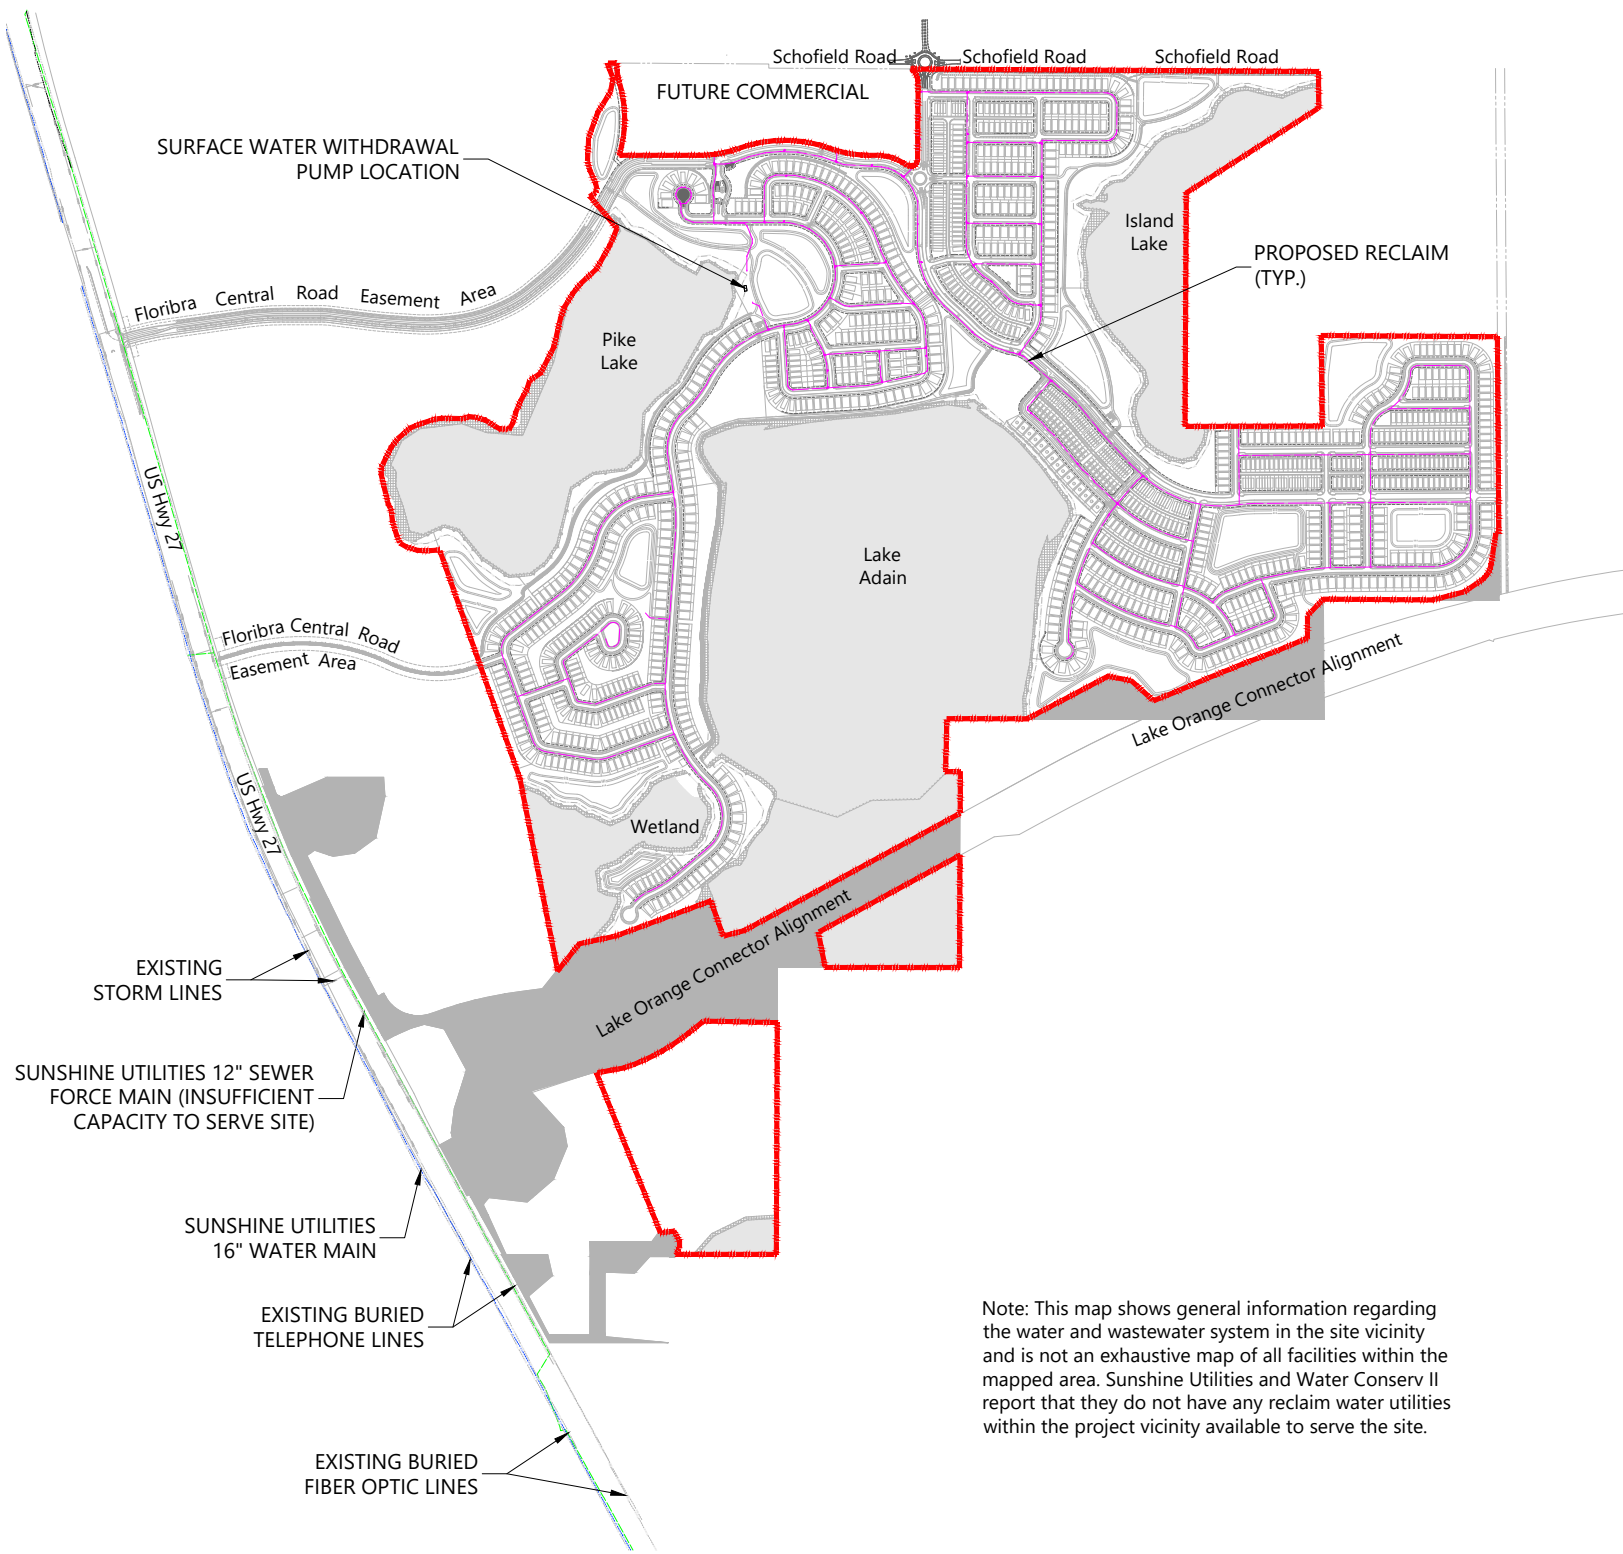 Schofield Road
Schofield Road
Schofield Road
FUTURE COMMERCIAL
SURFACE WATER WITHDRAWAL
PUMP LOCATION
Island
Lake
PROPOSED RECLAIM
(TYP.)
Floribra Central Road Easement Area
Pike
Lake
US Hwy 27
Lake
Adain
Floribra Central Road
Easement Area
Lake Orange Connector Alignment
US Hwy 27
Wetland
Lake Orange Connector Alignment
EXISTING
STORM LINES
SUNSHINE UTILITIES 12" SEWER
FORCE MAIN (INSUFFICIENT
CAPACITY TO SERVE SITE)
SUNSHINE UTILITIES
16" WATER MAIN
EXISTING BURIED
TELEPHONE LINES
EXISTING BURIED
FIBER OPTIC LINES
Note: This map shows general information regarding
the water and wastewater system in the site vicinity
and is not an exhaustive map of all facilities within the
mapped area. Sunshine Utilities and Water Conserv II
report that they do not have any reclaim water utilities
within the project vicinity available to serve the site.